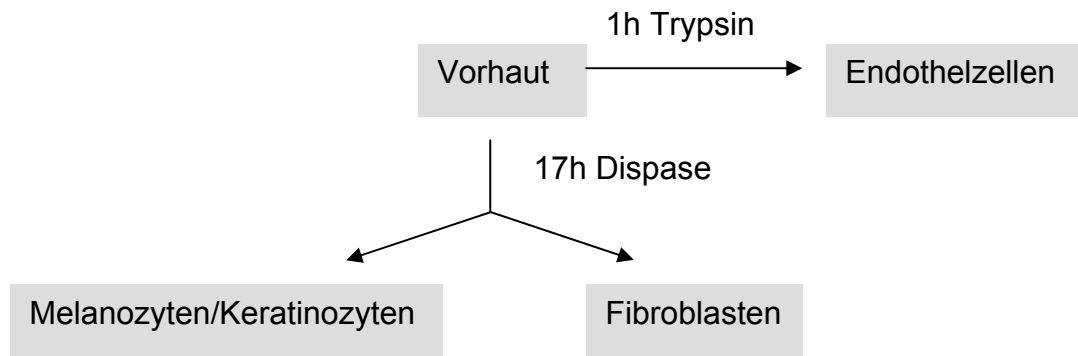 1h Trypsin
Vorhaut
Endothelzellen
17h Dispase
Melanozyten/Keratinozyten
Fibroblasten